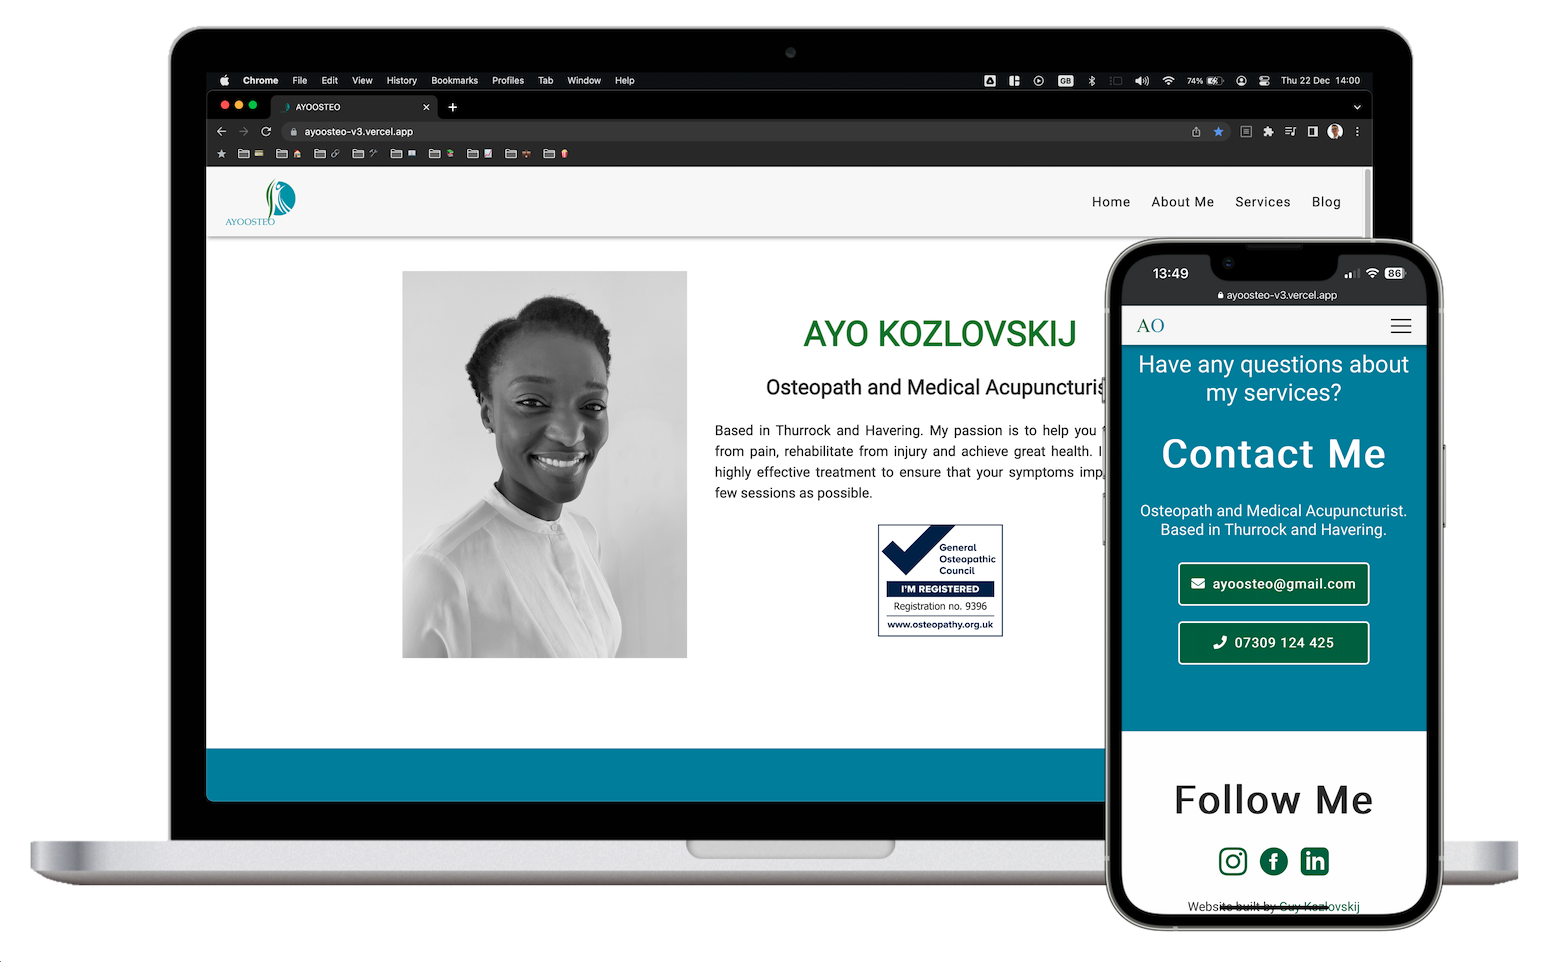 Chrome File Edit View History Bookmarks Profiles Tab Window Help GB 74% Thu 22 Dec 14:00
AYOOSTEO
ayoosteo-v3.vercel.app
AYOOSTEO
Home About Me Services Blog
AYO KOZLOVSKIJ
Osteopath and Medical Acupuncturis
Based in Thurrock and Havering. My passion is to help you
from pain, rehabilitate from injury and achieve great health. I
highly effective treatment to ensure that your symptoms imp
few sessions as possible.
General
Osteopathic
Council
I'M REGISTERED
Registration no. 9396
www.osteopathy.org.uk
13:49 86
ayoosteo-v3.vercel.app
AO
Have any questions about
my services?
Contact Me
Osteopath and Medical Acupuncturist.
Based in Thurrock and Havering.
ayoosteo@gmail.com
07309 124 425
Follow Me
Website built by Guy Kozlovskij